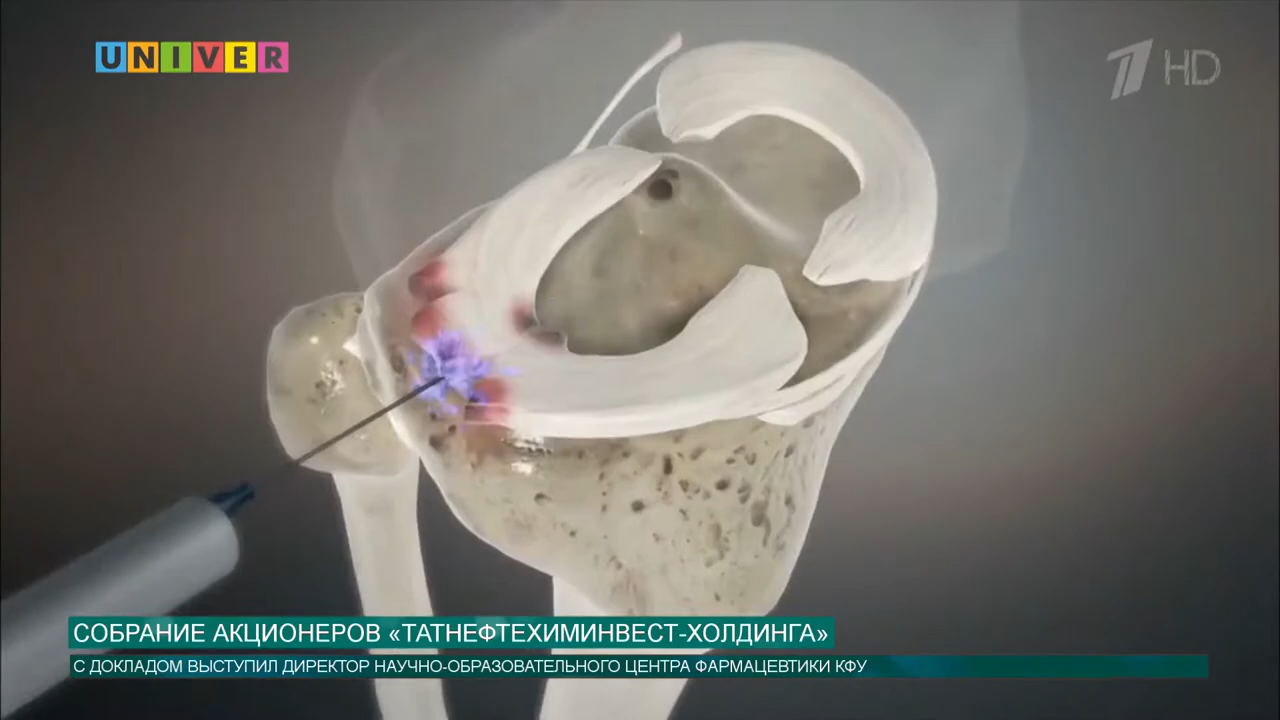 UNIVER
1 HD
СОБРАНИЕ АКЦИОНЕРОВ «ТАТНЕФТЕХИМИНВЕСТ-ХОЛДИНГА»
С ДОКЛАДОМ ВЫСТУПИЛ ДИРЕКТОР НАУЧНО-ОБРАЗОВАТЕЛЬНОГО ЦЕНТРА ФАРМАЦЕВТИКИ КФУ